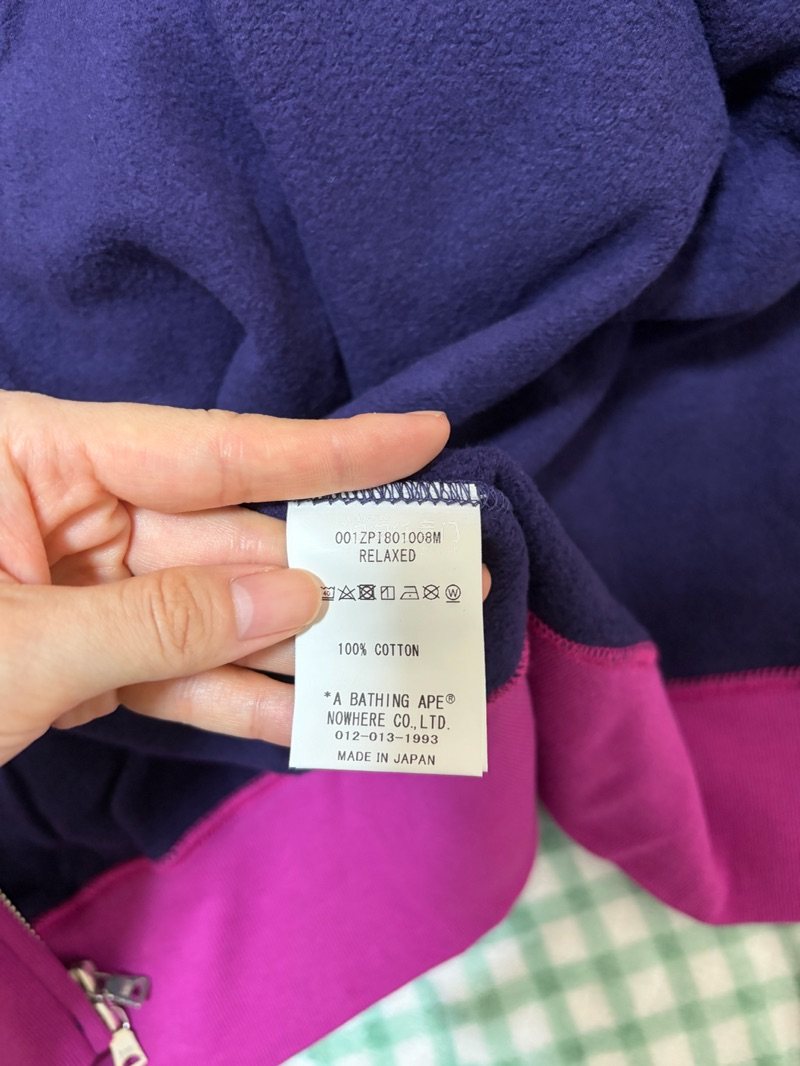 001ZPI801008M
RELAXED
100% COTTON
*A BATHING APE®
NOWHERE CO., LTD.
012-013-1993
MADE IN JAPAN